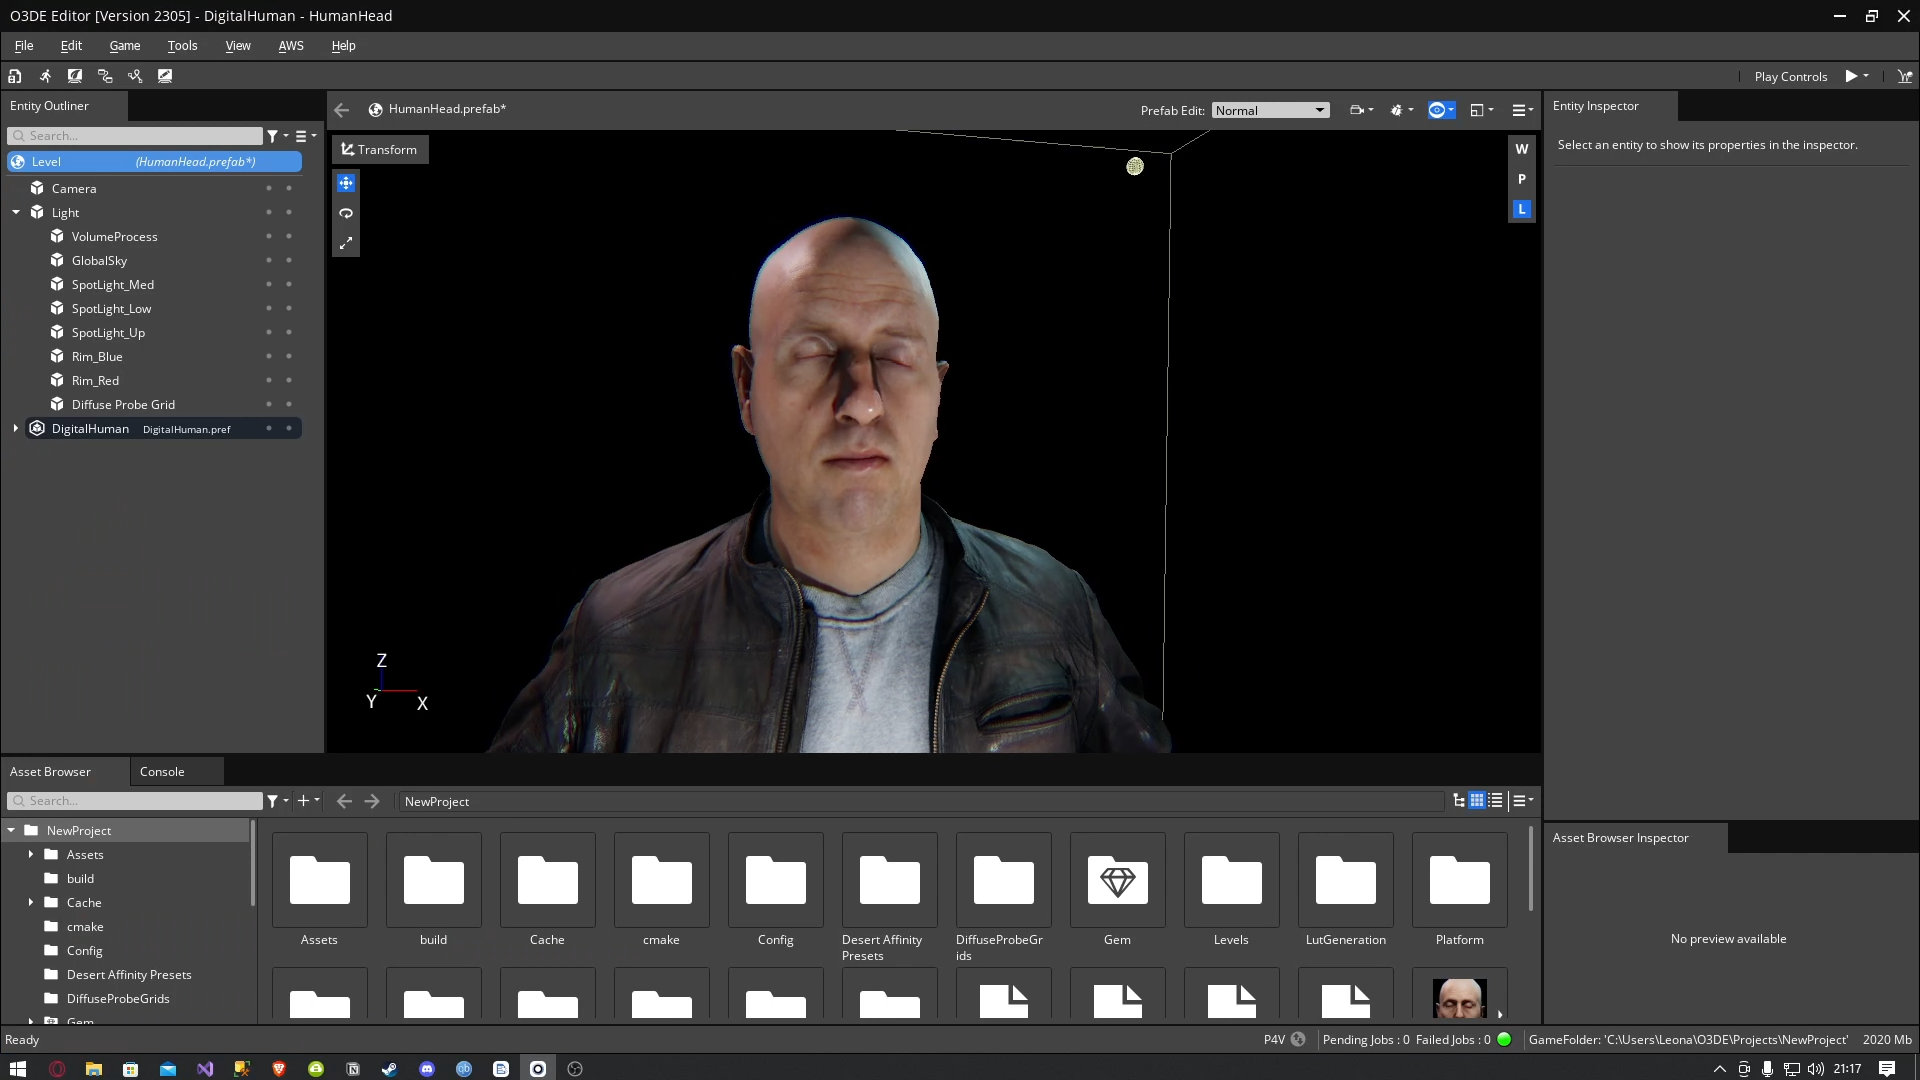 O3DE Editor [Version 2305] - DigitalHuman - HumanHead
File Edit Game Tools View AWS Help
Play Controls
Entity Outliner
Search...
Level (HumanHead.prefab*)
Camera
Light
VolumeProcess
GlobalSky
SpotLight_Med
SpotLight_Low
SpotLight_Up
Rim_Blue
Rim_Red
Diffuse Probe Grid
DigitalHuman DigitalHuman.pref
HumanHead.prefab*
Prefab Edit: Normal
Transform
W
P
L
Z
Y
X
Entity Inspector
Select an entity to show its properties in the inspector.
Asset Browser Console
Search...
NewProject
NewProject
Assets
build
Cache
cmake
Config
Desert Affinity Presets
DiffuseProbeGrids
Gem
Assets
build
Cache
cmake
Config
Desert Affinity
Presets
DiffuseProbeGr
ids
Gem
Levels
LutGeneration
Platform
Asset Browser Inspector
No preview available
Ready
P4V
Pending Jobs : 0 Failed Jobs : 0
GameFolder: 'C:\Users\Leona\O3DE\Projects\NewProject'
2020 Mb
21:17